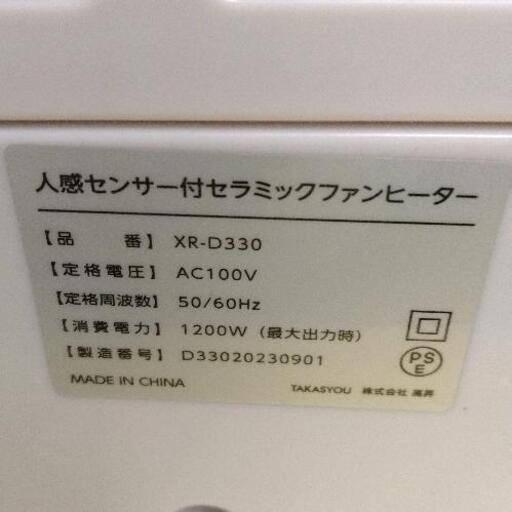 人感センサー付セラミックファンヒーター
【品　　番】 XR-D330
【定格電圧】 AC100V
【定格周波数】 50/60Hz
【消費電力】 1200W（最大出力時）
【製造番号】 D33020230901
PSE
MADE IN CHINA TAKASYOU 株式会社 高昇